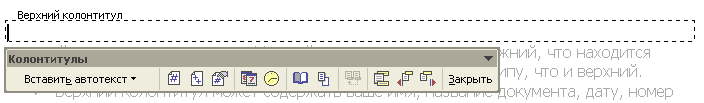 Верхний колонтитул
Колонтитулы
жний, что находится
Вставить автотекст
Закрыть
ипу, что и верхний.
Верхний колонтитул может содержать ваше имя, название документа, дату, номер